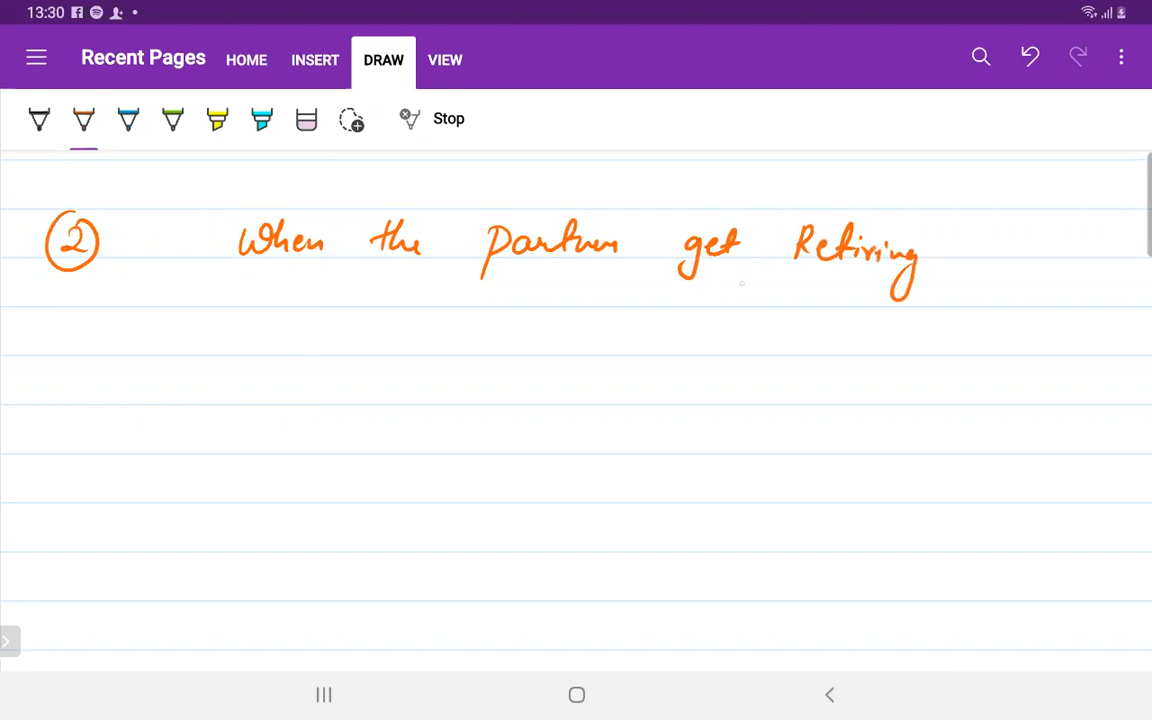 13:30
Recent Pages HOME INSERT DRAW VIEW
Stop
2 When the partner get Retiring